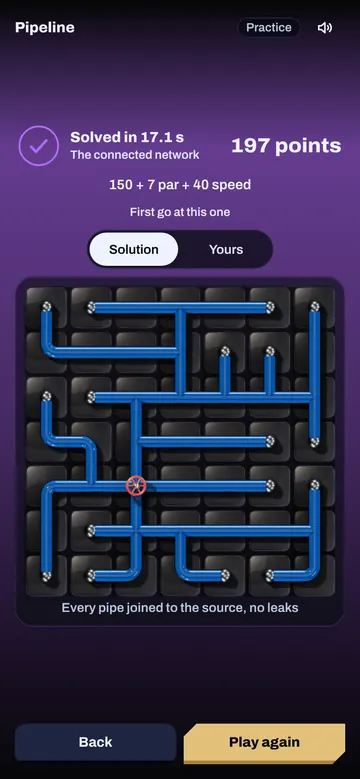 Pipeline
Practice
Solved in 17.1 s
The connected network
197 points
150 + 7 par + 40 speed
First go at this one
Solution
Yours
Every pipe joined to the source, no leaks
Back
Play again